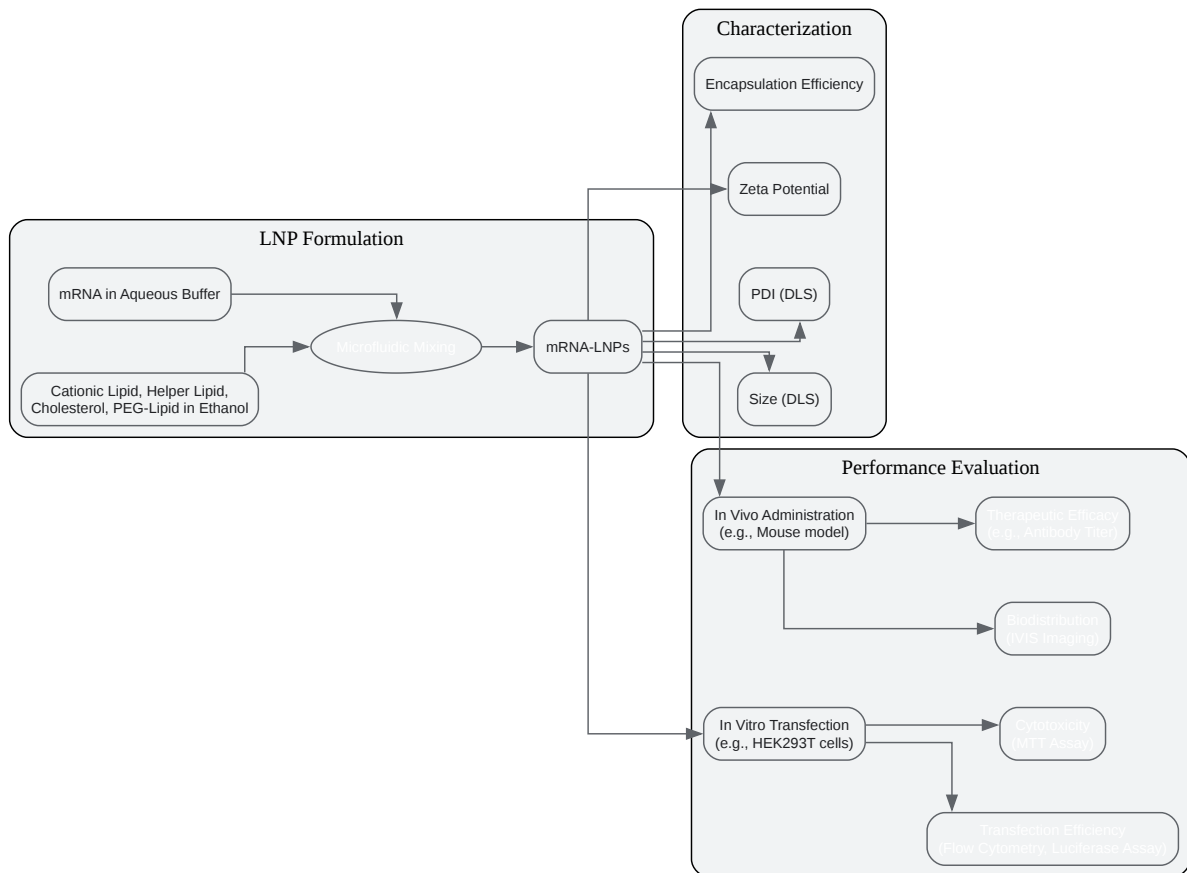 Characterization
Encapsulation Efficiency
Zeta Potential
PDI (DLS)
Size (DLS)
LNP Formulation
mRNA in Aqueous Buffer
Microfluidic Mixing
mRNA-LNPs
Cationic Lipid, Helper Lipid,
Cholesterol, PEG-Lipid in Ethanol
Performance Evaluation
In Vivo Administration
(e.g., Mouse model)
Therapeutic Efficacy
(e.g., Antibody Titer)
Biodistribution
(IVIS Imaging)
In Vitro Transfection
(e.g., HEK293T cells)
Cytotoxicity
(MTT Assay)
Transfection Efficiency
(Flow Cytometry, Luciferase Assay)